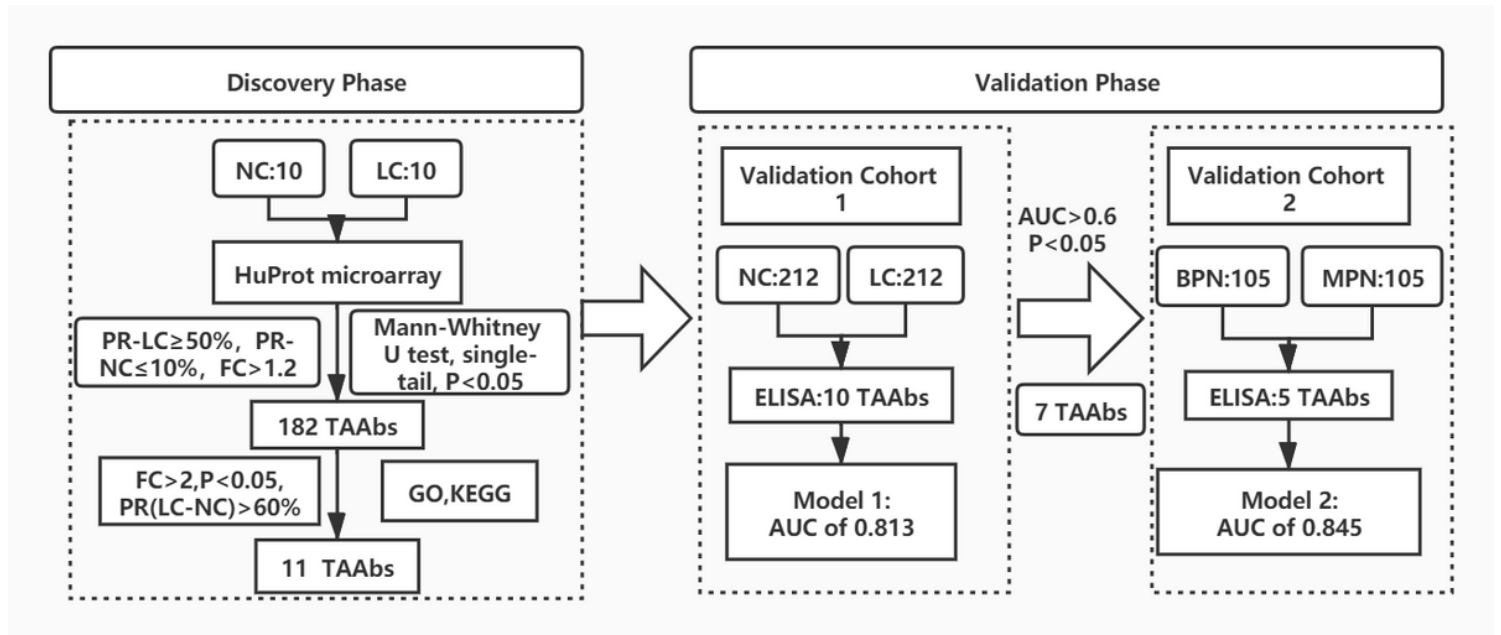 Discovery Phase
NC:10
LC:10
HuProt microarray
PR-LC≥50%, PR-
NC≤10%, FC>1.2
Mann-Whitney
U test, single-
tail, P<0.05
182 TAAbs
FC>2,P<0.05,
PR(LC-NC)>60%
GO,KEGG
11 TAAbs
Validation Phase
Validation Cohort
1
NC:212
LC:212
ELISA:10 TAAbs
Model 1:
AUC of 0.813
AUC>0.6
P<0.05
7 TAAbs
Validation Cohort
2
BPN:105
MPN:105
ELISA:5 TAAbs
Model 2:
AUC of 0.845